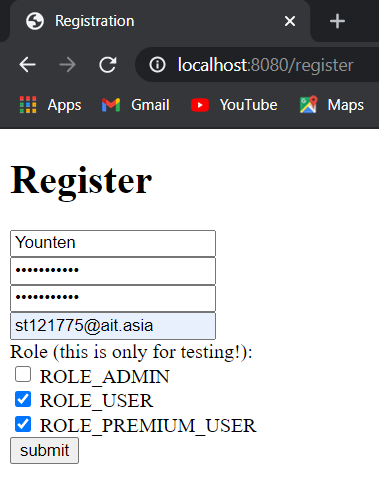 Registration
localhost:8080/register
Apps Gmail YouTube Maps
Register
Younten
•••••••••••
•••••••••••
st121775@ait.asia
Role (this is only for testing!):
ROLE_ADMIN
ROLE_USER
ROLE_PREMIUM_USER
submit